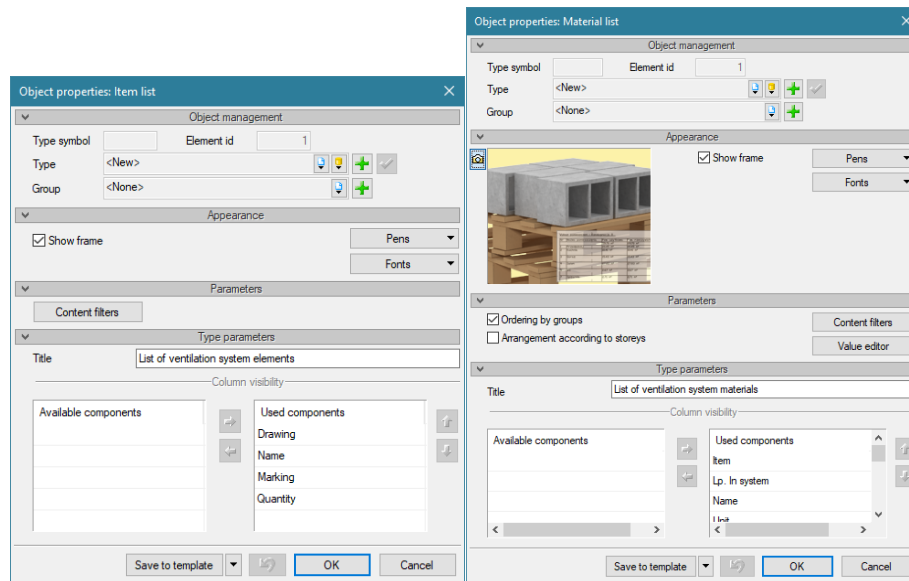 Object properties: Item list
Object management
Type symbol Element id 1
Type <New>
Group <None>
Appearance
Show frame Pens
Fonts
Parameters
Content filters
Type parameters
Title List of ventilation system elements
Column visibility
Available components Used components
Drawing
Name
Marking
Quantity
Save to template OK Cancel
Object properties: Material list
Object management
Type symbol Element id 1
Type <New>
Group <None>
Appearance
Show frame Pens
Fonts
Parameters
Ordering by groups Content filters
Arrangement according to storeys
Value editor
Type parameters
Title List of ventilation system materials
Column visibility
Available components Used components
Item
Lp. In system
Name
Unit
Save to template OK Cancel